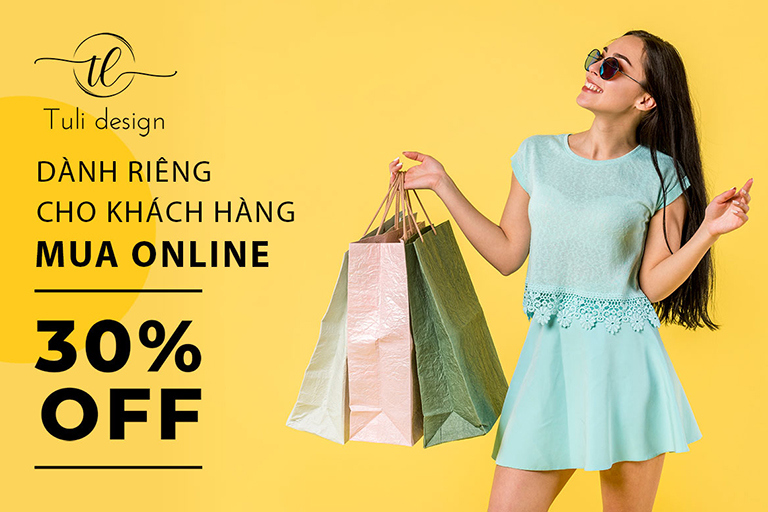 tl
Tuli design
DÀNH RIÊNG
CHO KHÁCH HÀNG
MUA ONLINE
30%
OFF